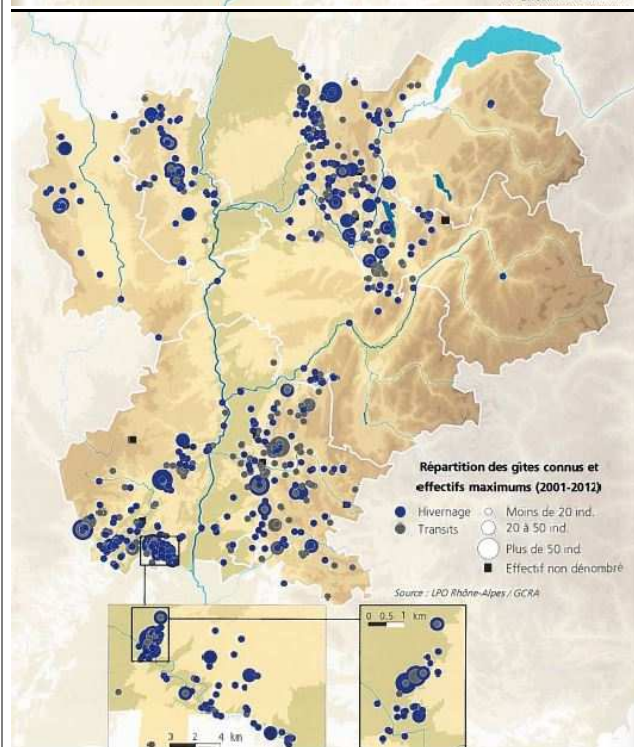 Répartition des gîtes connus et
effectifs maximums (2001-2012)
Hivernage
Transits
Moins de 20 ind.
20 à 50 ind.
Plus de 50 ind.
Effectif non dénombré
Source : LPO Rhône-Alpes / GCRA
0 0.5 1 km
0 2 4 km